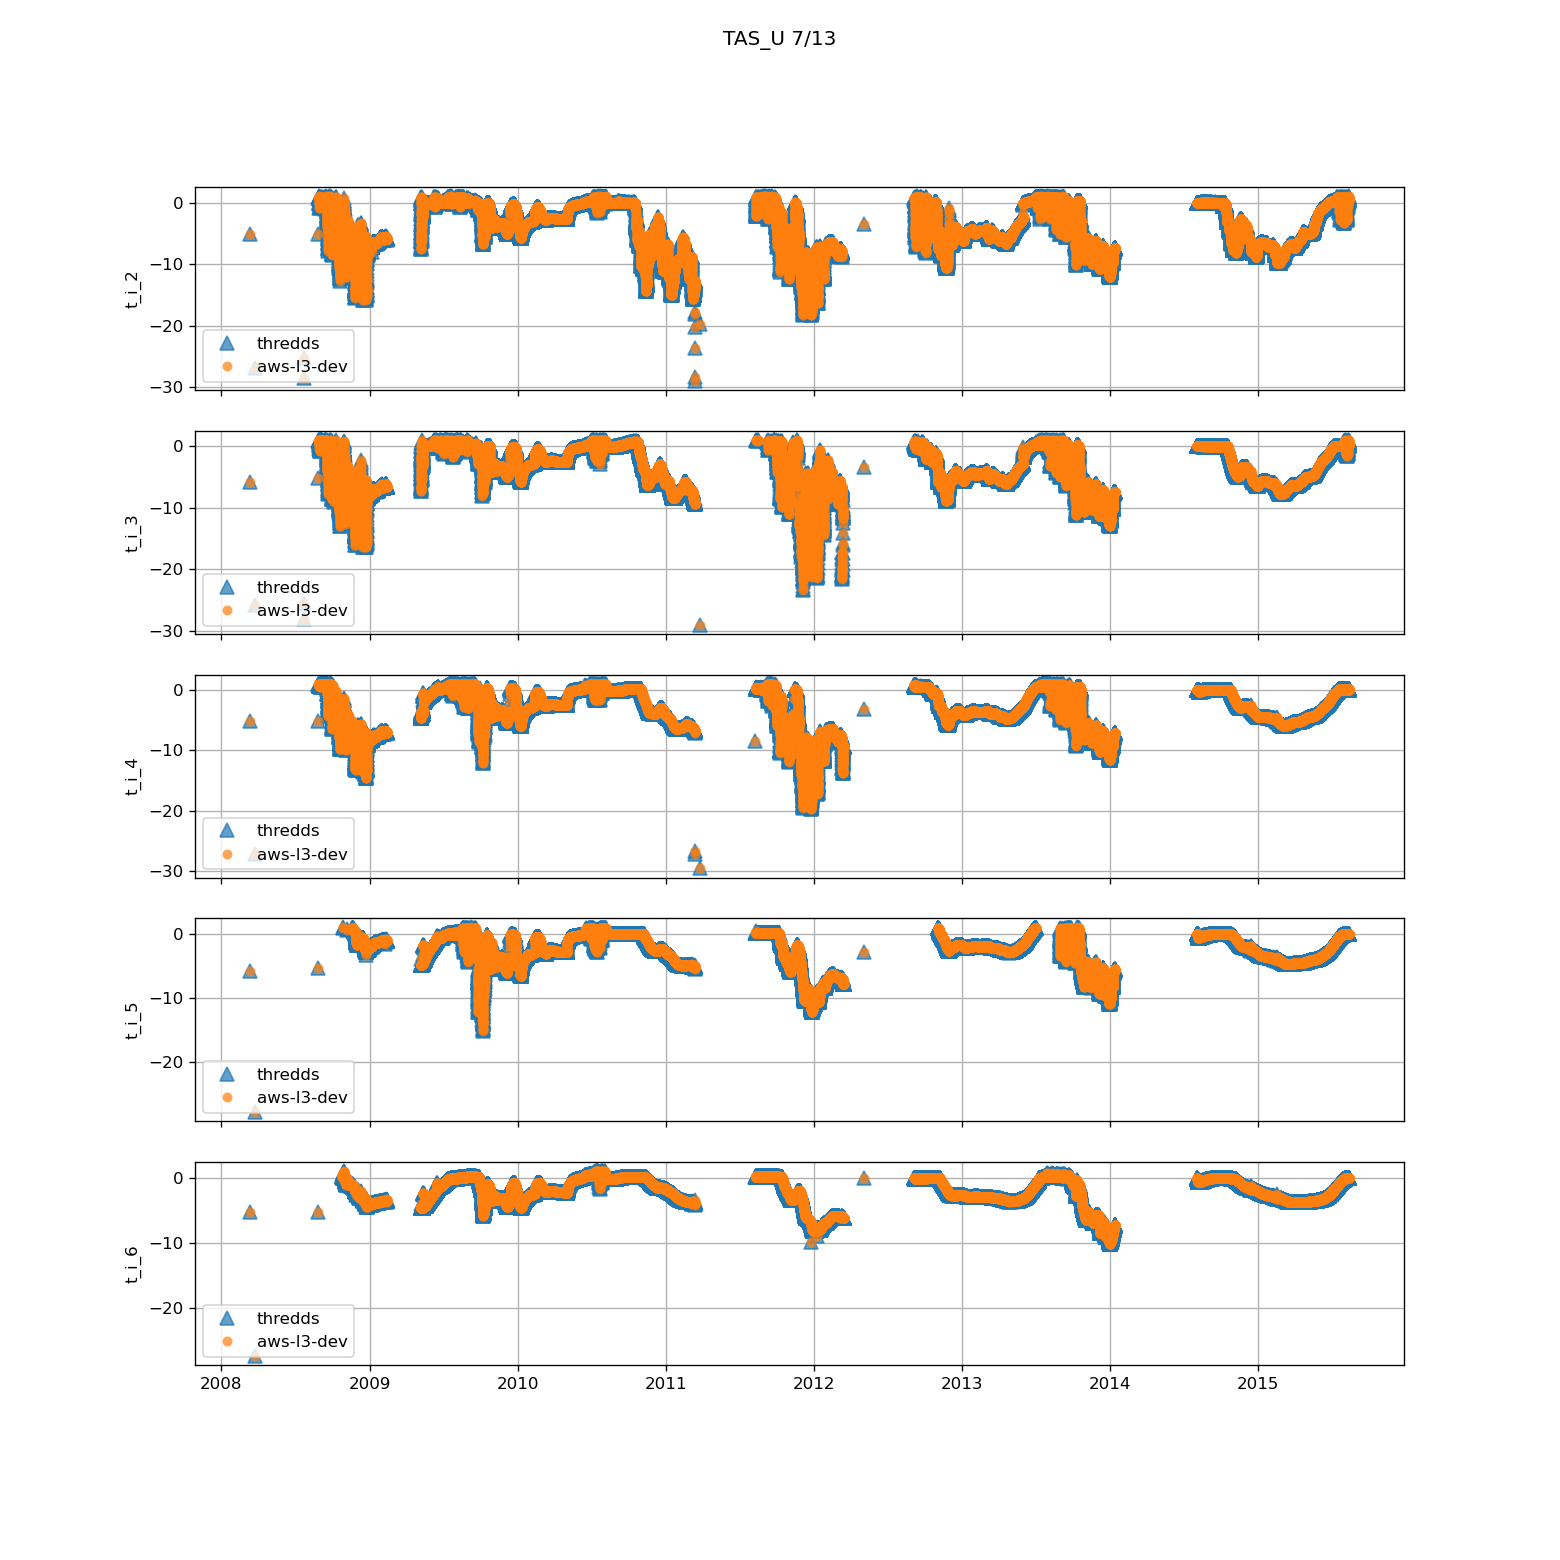 TAS_U 7/13
0
−10
−20
−30
t_i_2
thredds
aws-l3-dev
0
−10
−20
−30
t_i_3
thredds
aws-l3-dev
0
−10
−20
−30
t_i_4
thredds
aws-l3-dev
0
−10
−20
t_i_5
thredds
aws-l3-dev
0
−10
−20
t_i_6
thredds
aws-l3-dev
2008 2009 2010 2011 2012 2013 2014 2015